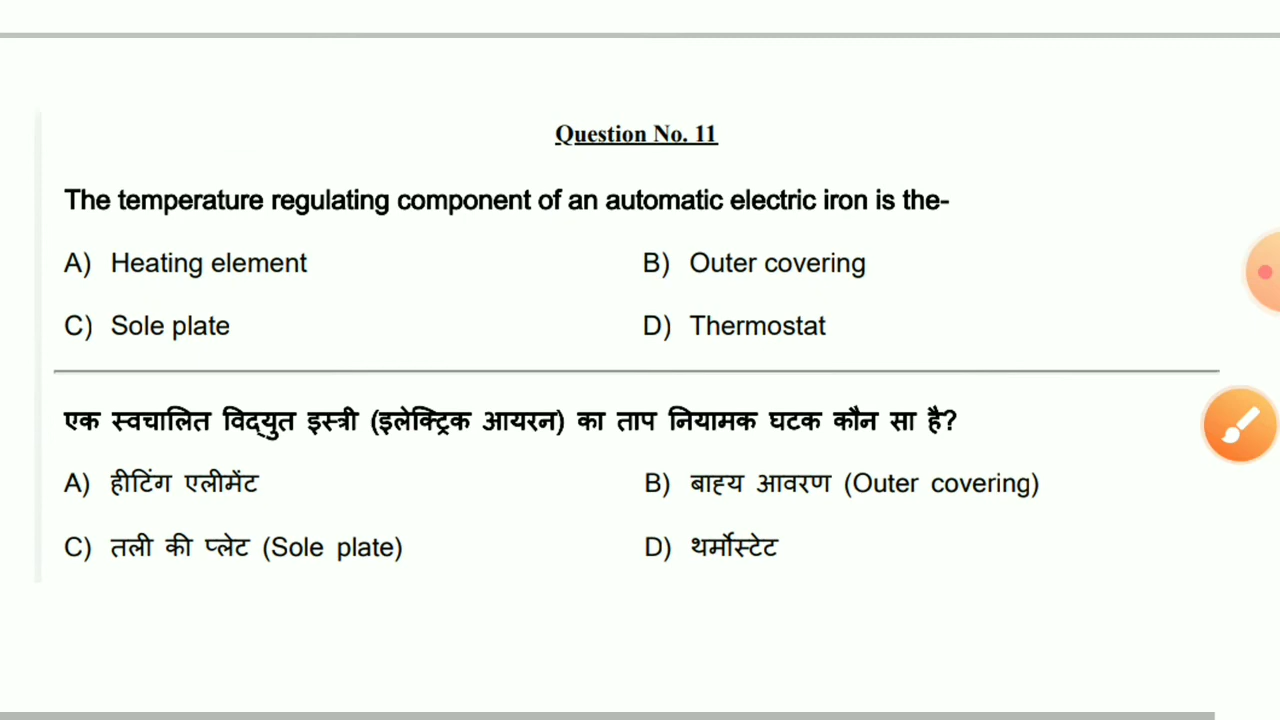 Question No. 11
The temperature regulating component of an automatic electric iron is the-
A) Heating element B) Outer covering
C) Sole plate D) Thermostat
एक स्वचालित विद्युत इस्त्री (इलेक्ट्रिक आयरन) का ताप नियामक घटक कौन सा है?
A) हीटिंग एलीमेंट B) बाह्य आवरण (Outer covering)
C) तली की प्लेट (Sole plate) D) थर्मोस्टेट